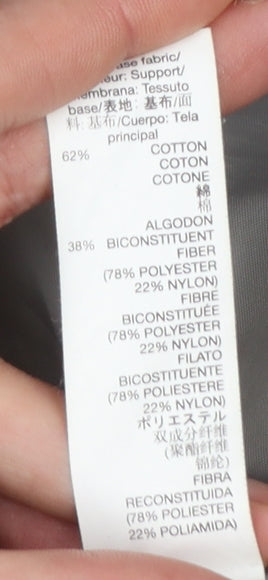 ase fabric/
eur: Support/
embrana: Tessuto
base/表地: 基布/面
料: 基布/Cuerpo: Tela
principal
62% COTTON
COTON
COTONE
綿
棉
ALGODON
38% BICONSTITUENT
FIBER
(78% POLYESTER
22% NYLON)
FIBRE
BICONSTITUÉE
(78% POLYESTER
22% NYLON)
FILATO
BICOSTITUENTE
(78% POLIESTERE
22% NYLON)
ポリエステル
双成分纤维
(聚酯纤维
锦纶)
FIBRA
RECONSTITUIDA
(78% POLIESTER
22% POLIAMIDA)